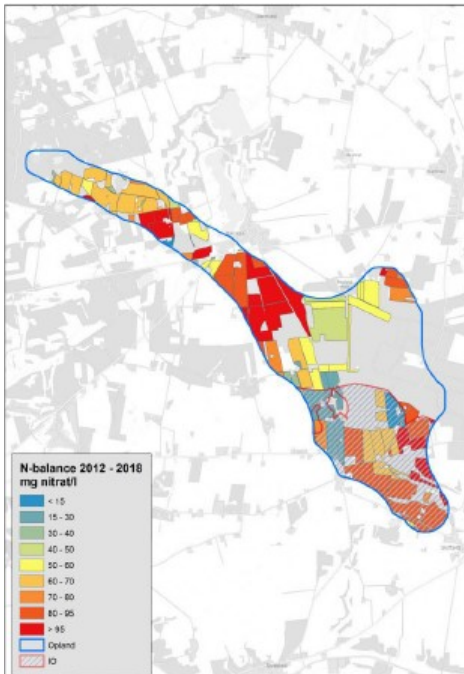 N-balance 2012 - 2018
mg nitrat/l
< 15
15 - 30
30 - 40
40 - 50
50 - 60
60 - 70
70 - 80
80 - 95
> 95
Opland
IO